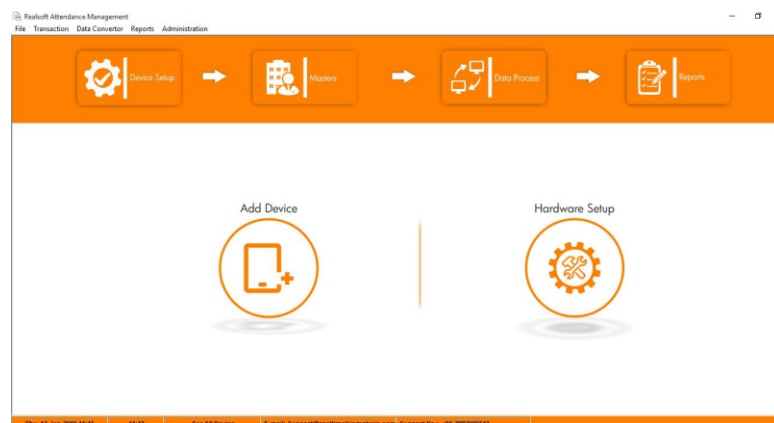 Realsoft Attendance Management
File Transaction Data Convertor Reports Administration
Device Setup Masters Data Process Reports
Add Device Hardware Setup